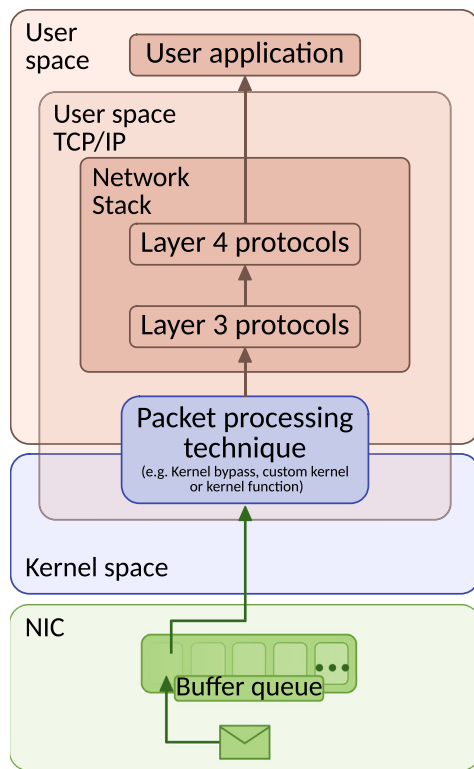 User
space
User application
User space
TCP/IP
Network
Stack
Layer 4 protocols
Layer 3 protocols
Packet processing
technique
(e.g. Kernel bypass, custom kernel
or kernel function)
Kernel space
NIC
Buffer queue